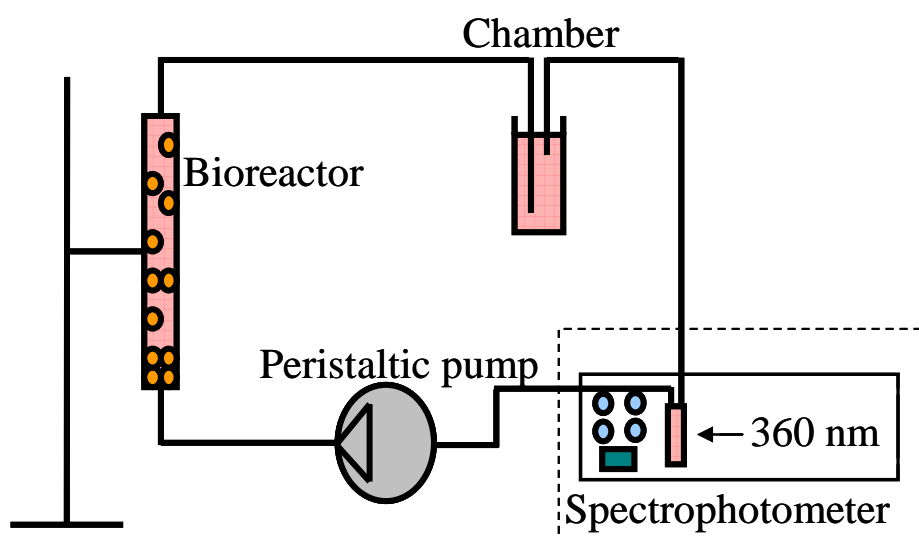 Chamber
Bioreactor
Peristaltic pump
360 nm
Spectrophotometer